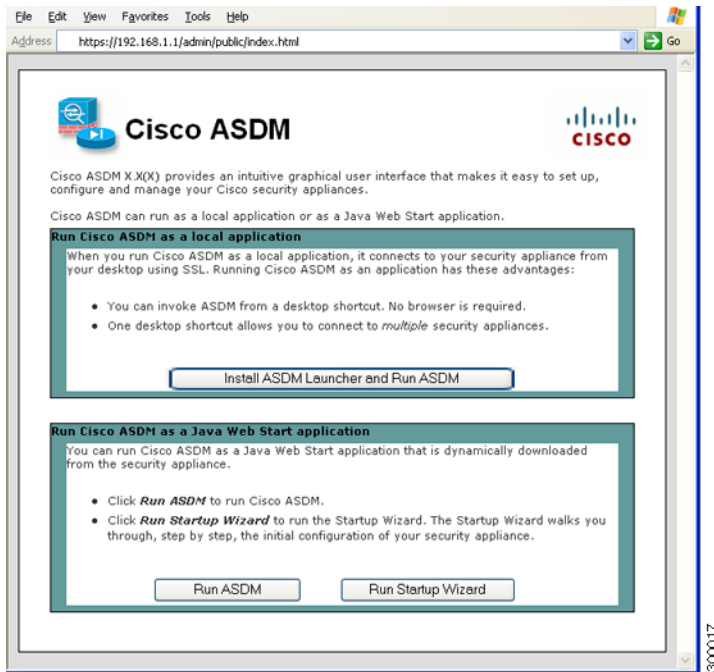 File Edit View Favorites Tools Help
Address https://192.168.1.1/admin/public/index.html Go
Cisco ASDM
CISCO
Cisco ASDM X.X(X) provides an intuitive graphical user interface that makes it easy to set up,
configure and manage your Cisco security appliances.
Cisco ASDM can run as a local application or as a Java Web Start application.
Run Cisco ASDM as a local application
When you run Cisco ASDM as a local application, it connects to your security appliance from
your desktop using SSL. Running Cisco ASDM as an application has these advantages:
• You can invoke ASDM from a desktop shortcut. No browser is required.
• One desktop shortcut allows you to connect to multiple security appliances.
Install ASDM Launcher and Run ASDM
Run Cisco ASDM as a Java Web Start application
You can run Cisco ASDM as a Java Web Start application that is dynamically downloaded
from the security appliance.
• Click Run ASDM to run Cisco ASDM.
• Click Run Startup Wizard to run the Startup Wizard. The Startup Wizard walks you
through, step by step, the initial configuration of your security appliance.
Run ASDM Run Startup Wizard
300017